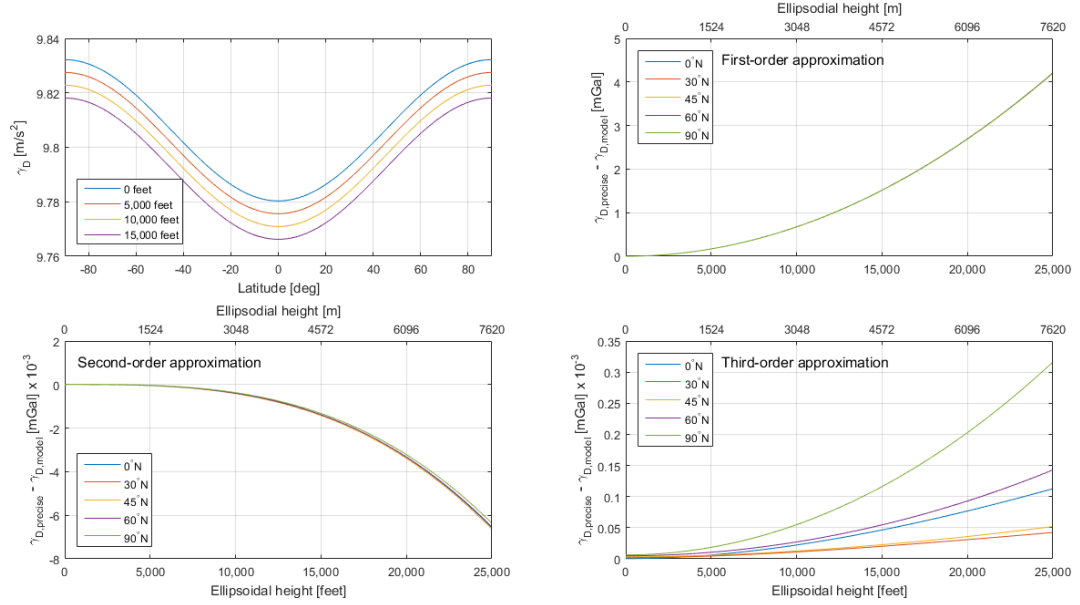 9.84
9.82
9.8
9.78
9.76
γD [m/s2]
0 feet
5,000 feet
10,000 feet
15,000 feet
-80 -60 -40 -20 0 20 40 60 80
Latitude [deg]
Ellipsodial height [m]
0 1524 3048 4572 6096 7620
First-order approximation
0°N
30°N
45°N
60°N
90°N
5
4
3
2
1
0
γD,precise - γD,model [mGal]
0 5,000 10,000 15,000 20,000 25,000
Ellipsodial height [m]
0 1524 3048 4572 6096 7620
Second-order approximation
2
0
-2
-4
-6
-8
γD,precise - γD,model [mGal] x 10-3
0°N
30°N
45°N
60°N
90°N
0 5,000 10,000 15,000 20,000 25,000
Ellipsoidal height [feet]
0 1524 3048 4572 6096 7620
Third-order approximation
0°N
30°N
45°N
60°N
90°N
0.35
0.3
0.25
0.2
0.15
0.1
0.05
0
γD,precise - γD,model [mGal] x 10-3
0 5,000 10,000 15,000 20,000 25,000
Ellipsoidal height [feet]